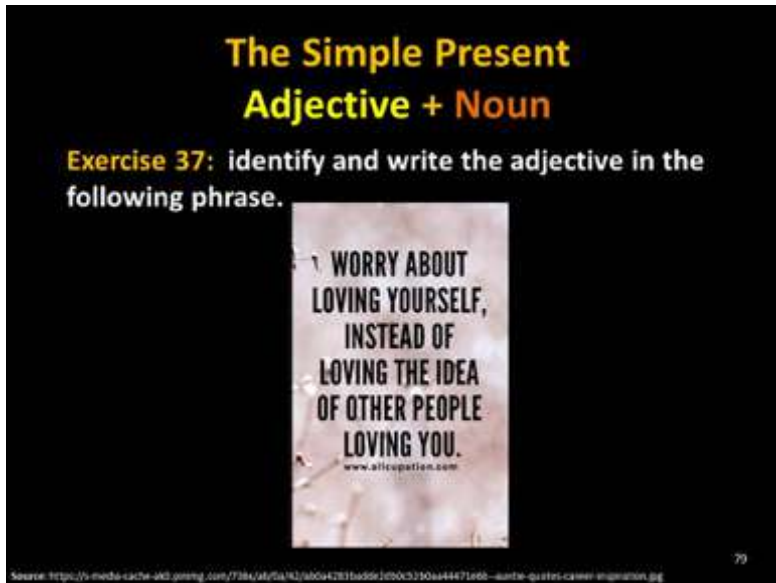 The Simple Present
Adjective + Noun
Exercise 37: identify and write the adjective in the
following phrase.
WORRY ABOUT
LOVING YOURSELF,
INSTEAD OF
LOVING THE IDEA
OF OTHER PEOPLE
LOVING YOU.
www.allcupation.com
79
Source: